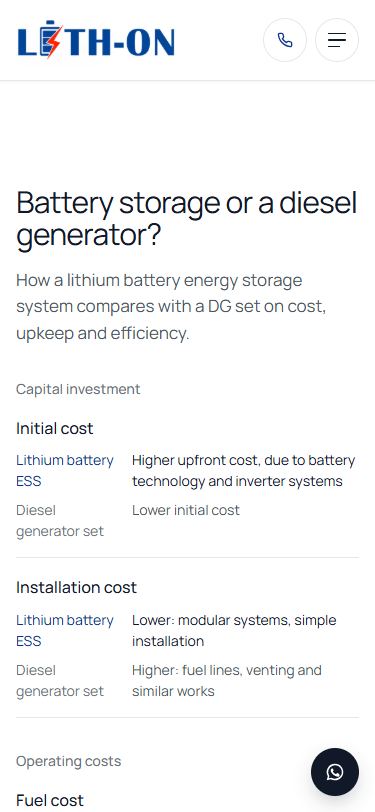 LITH-ON
Battery storage or a diesel
generator?
How a lithium battery energy storage
system compares with a DG set on cost,
upkeep and efficiency.
Capital investment
Initial cost
Lithium battery
ESS
Higher upfront cost, due to battery
technology and inverter systems
Diesel
generator set
Lower initial cost
Installation cost
Lithium battery
ESS
Lower: modular systems, simple
installation
Diesel
generator set
Higher: fuel lines, venting and
similar works
Operating costs
Fuel cost